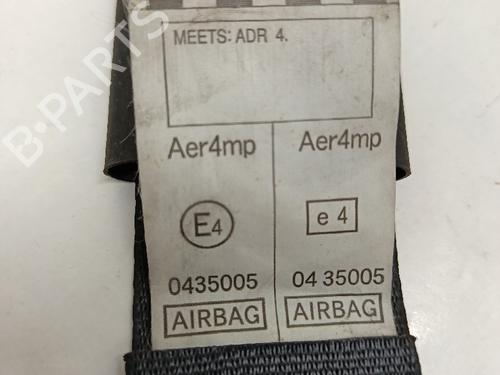 B-PARTS
MEETS: ADR 4.
Aer4mp Aer4mp
E4 e 4
0435005 04 35005
AIRBAG AIRBAG